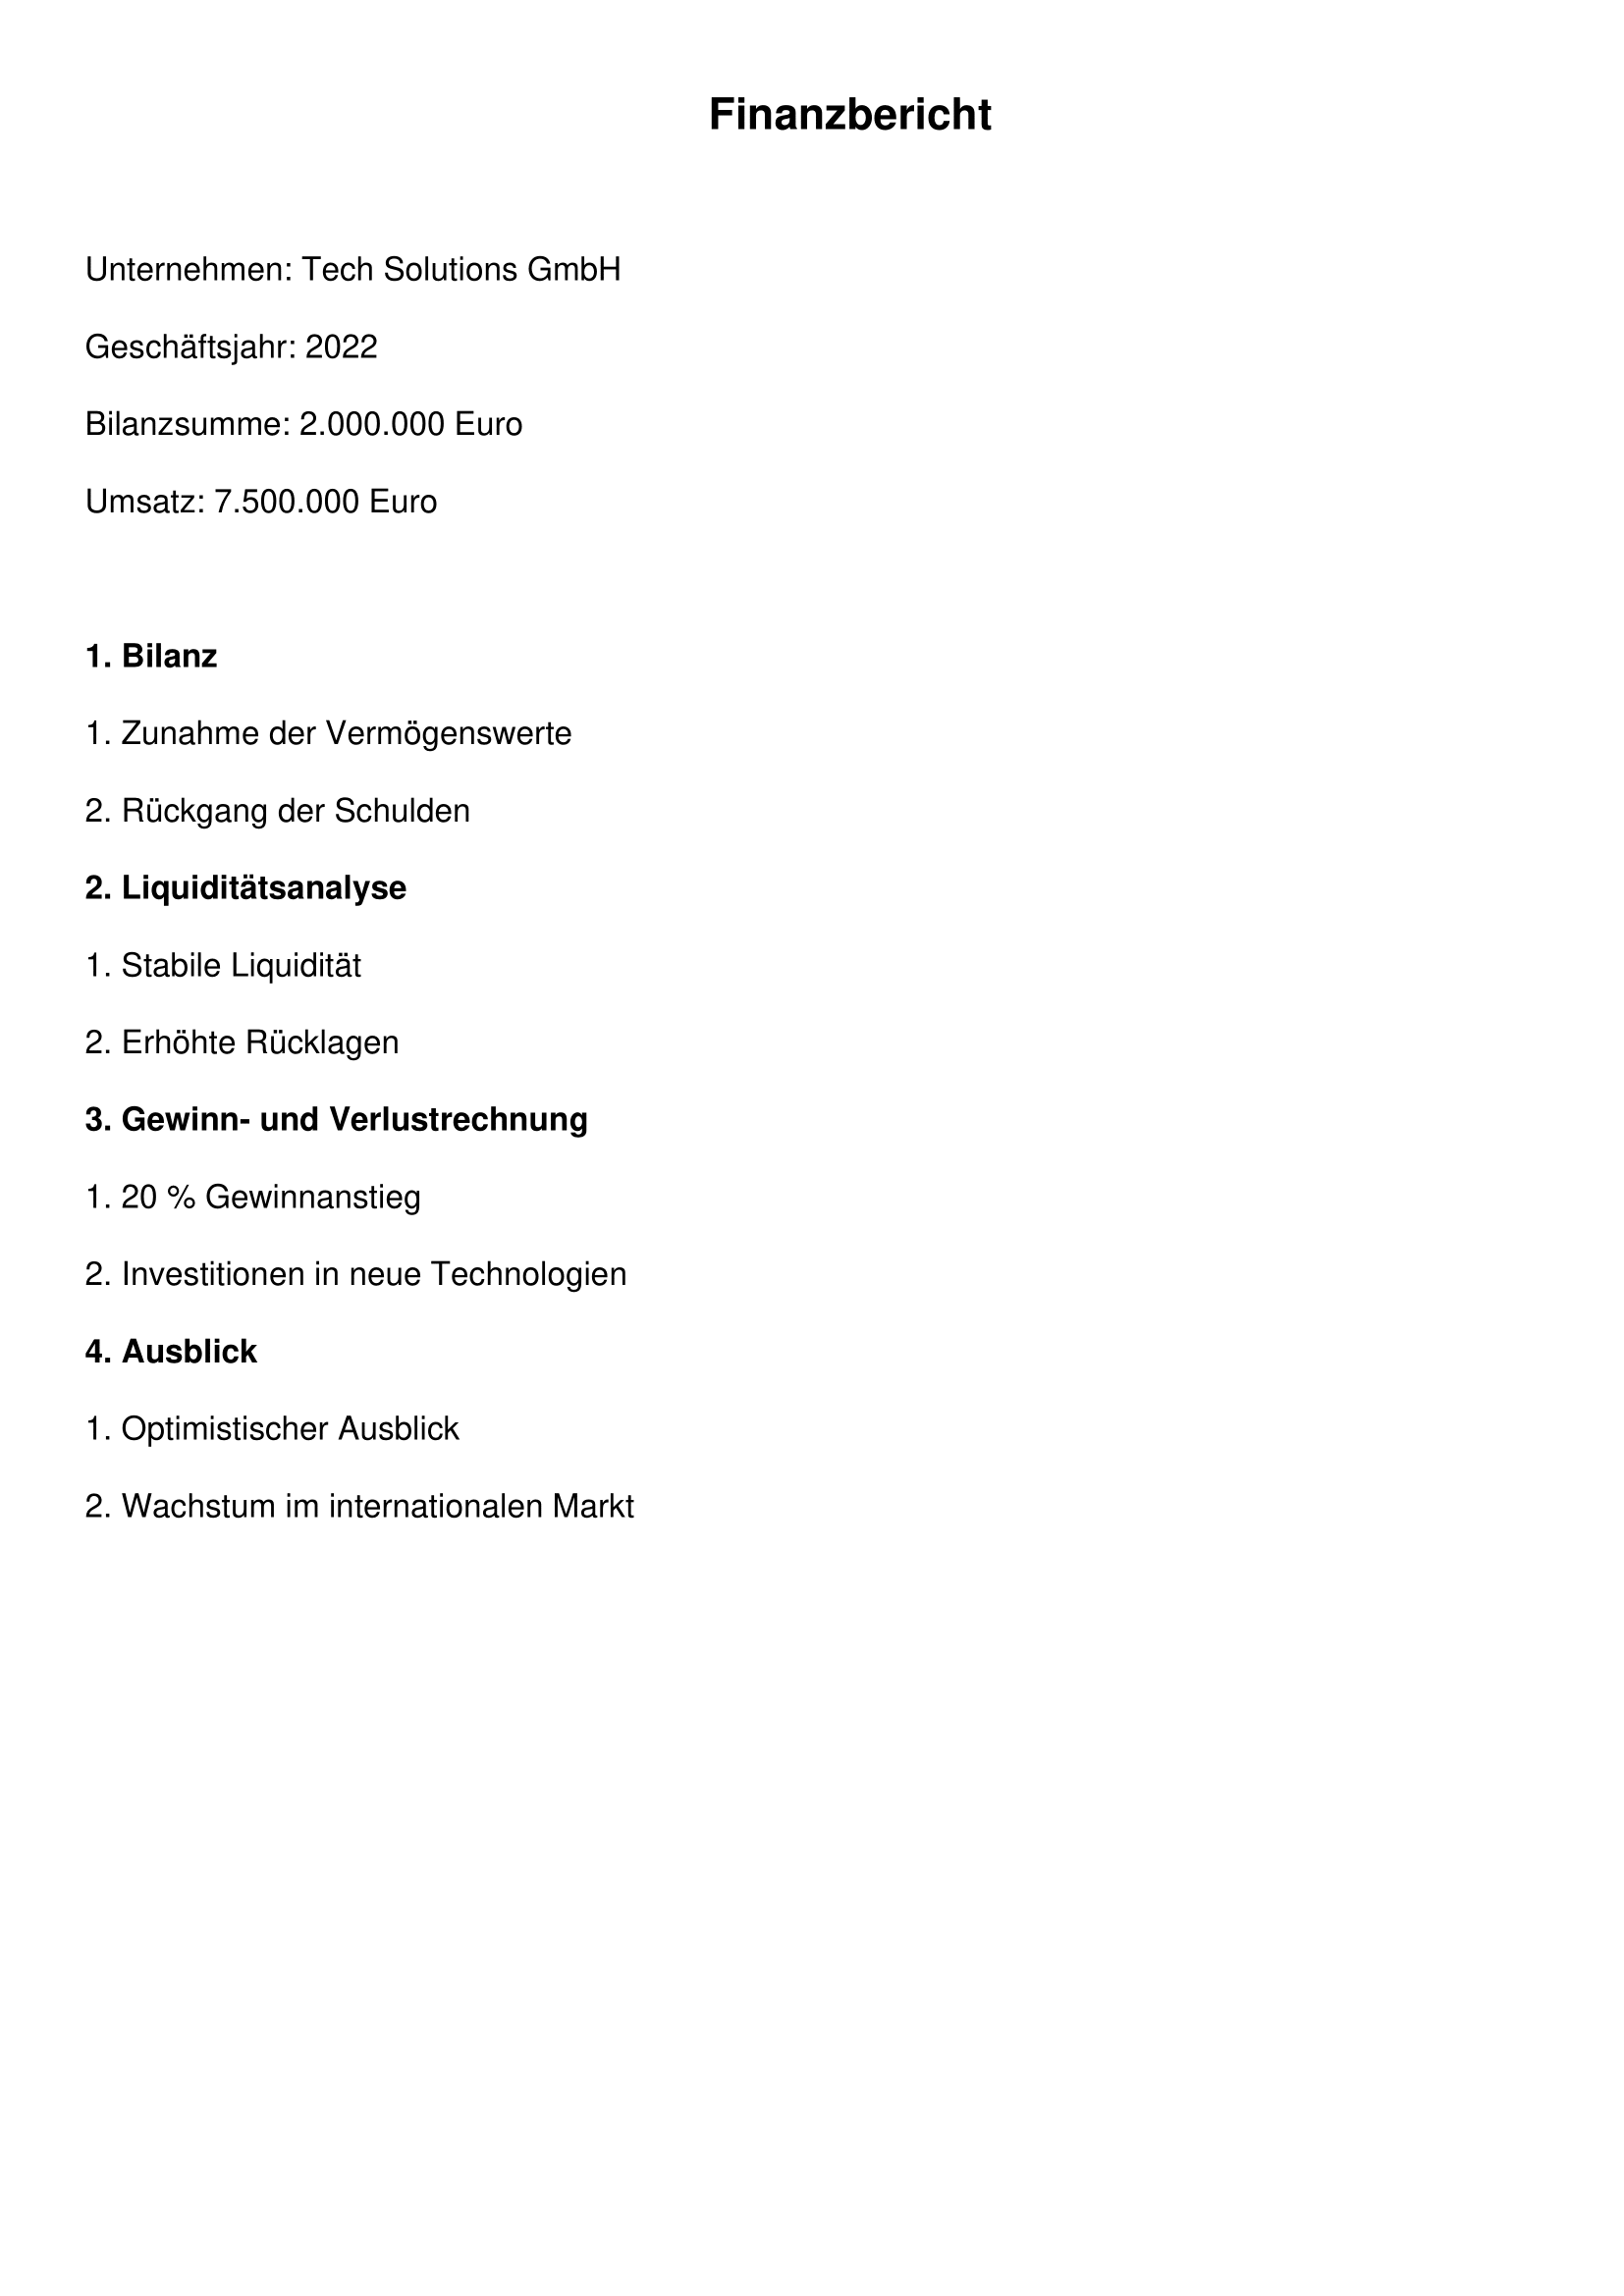 Finanzbericht
Unternehmen: Tech Solutions GmbH
Geschäftsjahr: 2022
Bilanzsumme: 2.000.000 Euro
Umsatz: 7.500.000 Euro
1. Bilanz
1. Zunahme der Vermögenswerte
2. Rückgang der Schulden
2. Liquiditätsanalyse
1. Stabile Liquidität
2. Erhöhte Rücklagen
3. Gewinn- und Verlustrechnung
1. 20 % Gewinnanstieg
2. Investitionen in neue Technologien
4. Ausblick
1. Optimistischer Ausblick
2. Wachstum im internationalen Markt